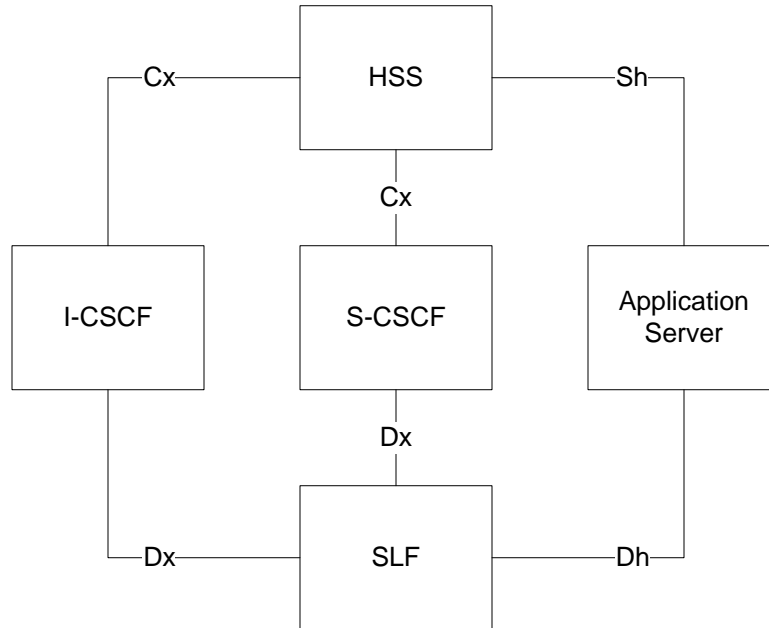 Cx
HSS
Sh
Cx
I-CSCF
S-CSCF
Application
Server
Dx
Dx
SLF
Dh